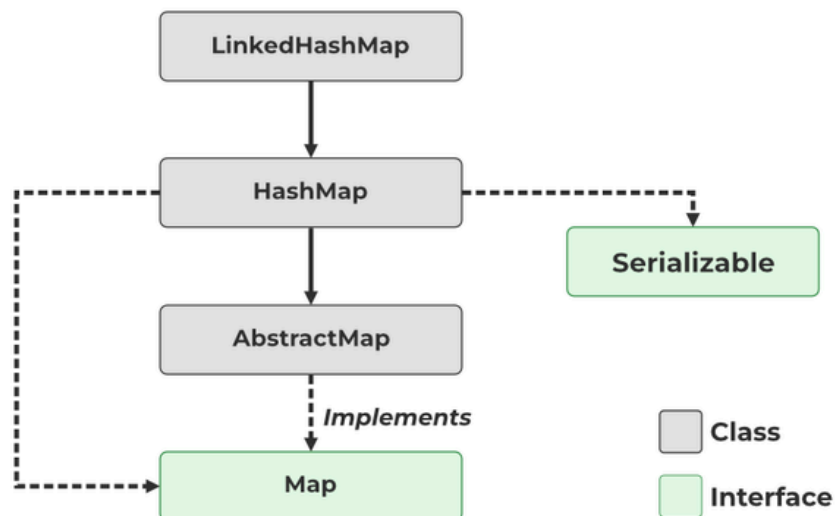 LinkedHashMap
HashMap
Serializable
AbstractMap
Implements
Class
Map
Interface